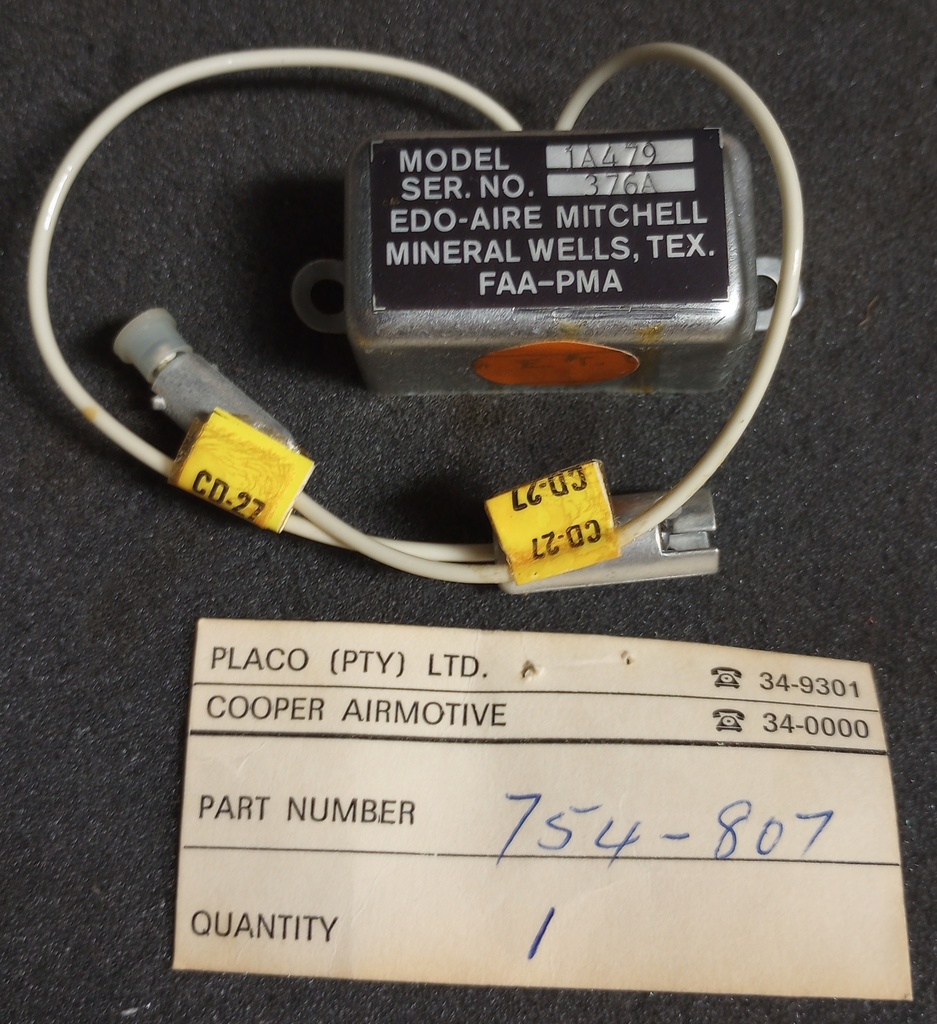 MODEL 1A479
SER. NO. 376A
EDO-AIRE MITCHELL
MINERAL WELLS, TEX.
FAA-PMA
CD-27
CD-27
CD-27
PLACO (PTY) LTD. ☎ 34-9301
COOPER AIRMOTIVE ☎ 34-0000
PART NUMBER 754-807
QUANTITY 1